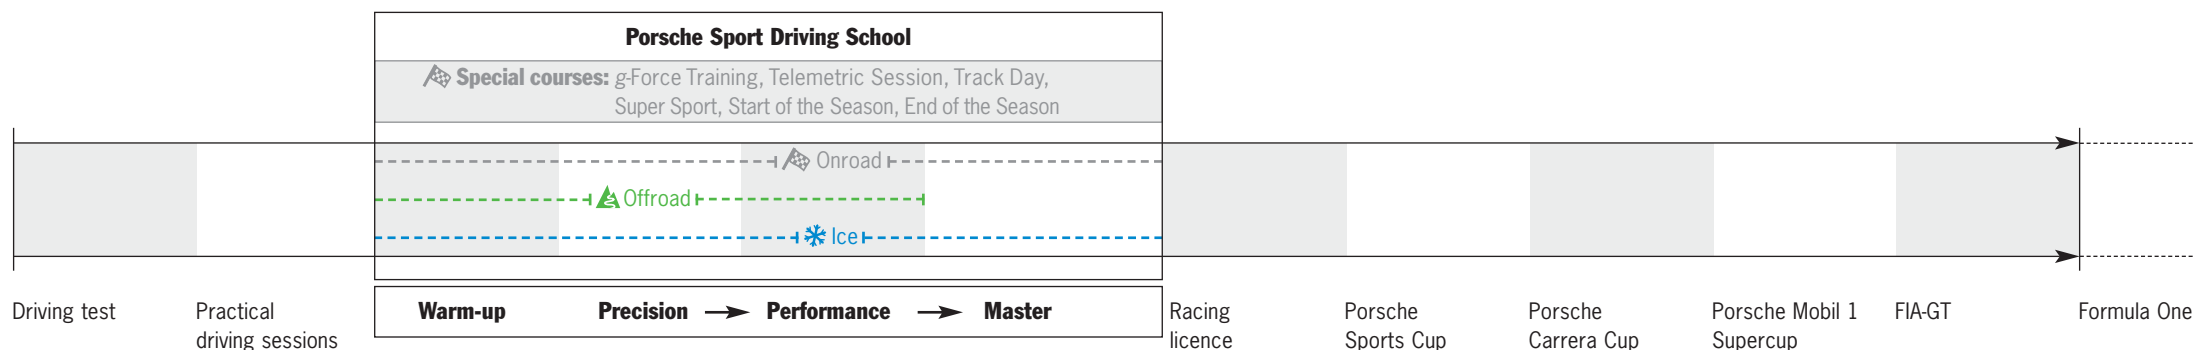 Porsche Sport Driving School
Special courses: g-Force Training, Telemetric Session, Track Day,
Super Sport, Start of the Season, End of the Season
Onroad
Offroad
Ice
Driving test
Practical
driving sessions
Warm-up
Precision
Performance
Master
Racing
licence
Porsche
Sports Cup
Porsche
Carrera Cup
Porsche Mobil 1
Supercup
FIA-GT
Formula One